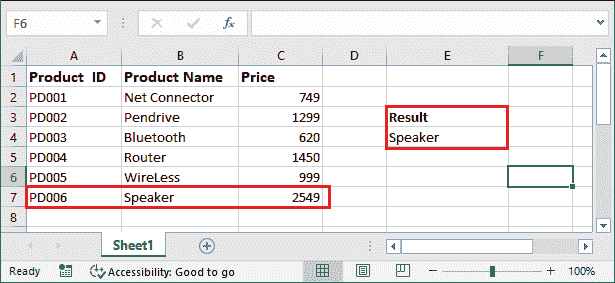 F6 fx
A B C D E F
1 Product ID Product Name Price
2 PD001 Net Connector 749
3 PD002 Pendrive 1299 Result
4 PD003 Bluetooth 620 Speaker
5 PD004 Router 1450
6 PD005 WireLess 999
7 PD006 Speaker 2549
8
Sheet1
Ready Accessibility: Good to go 100%